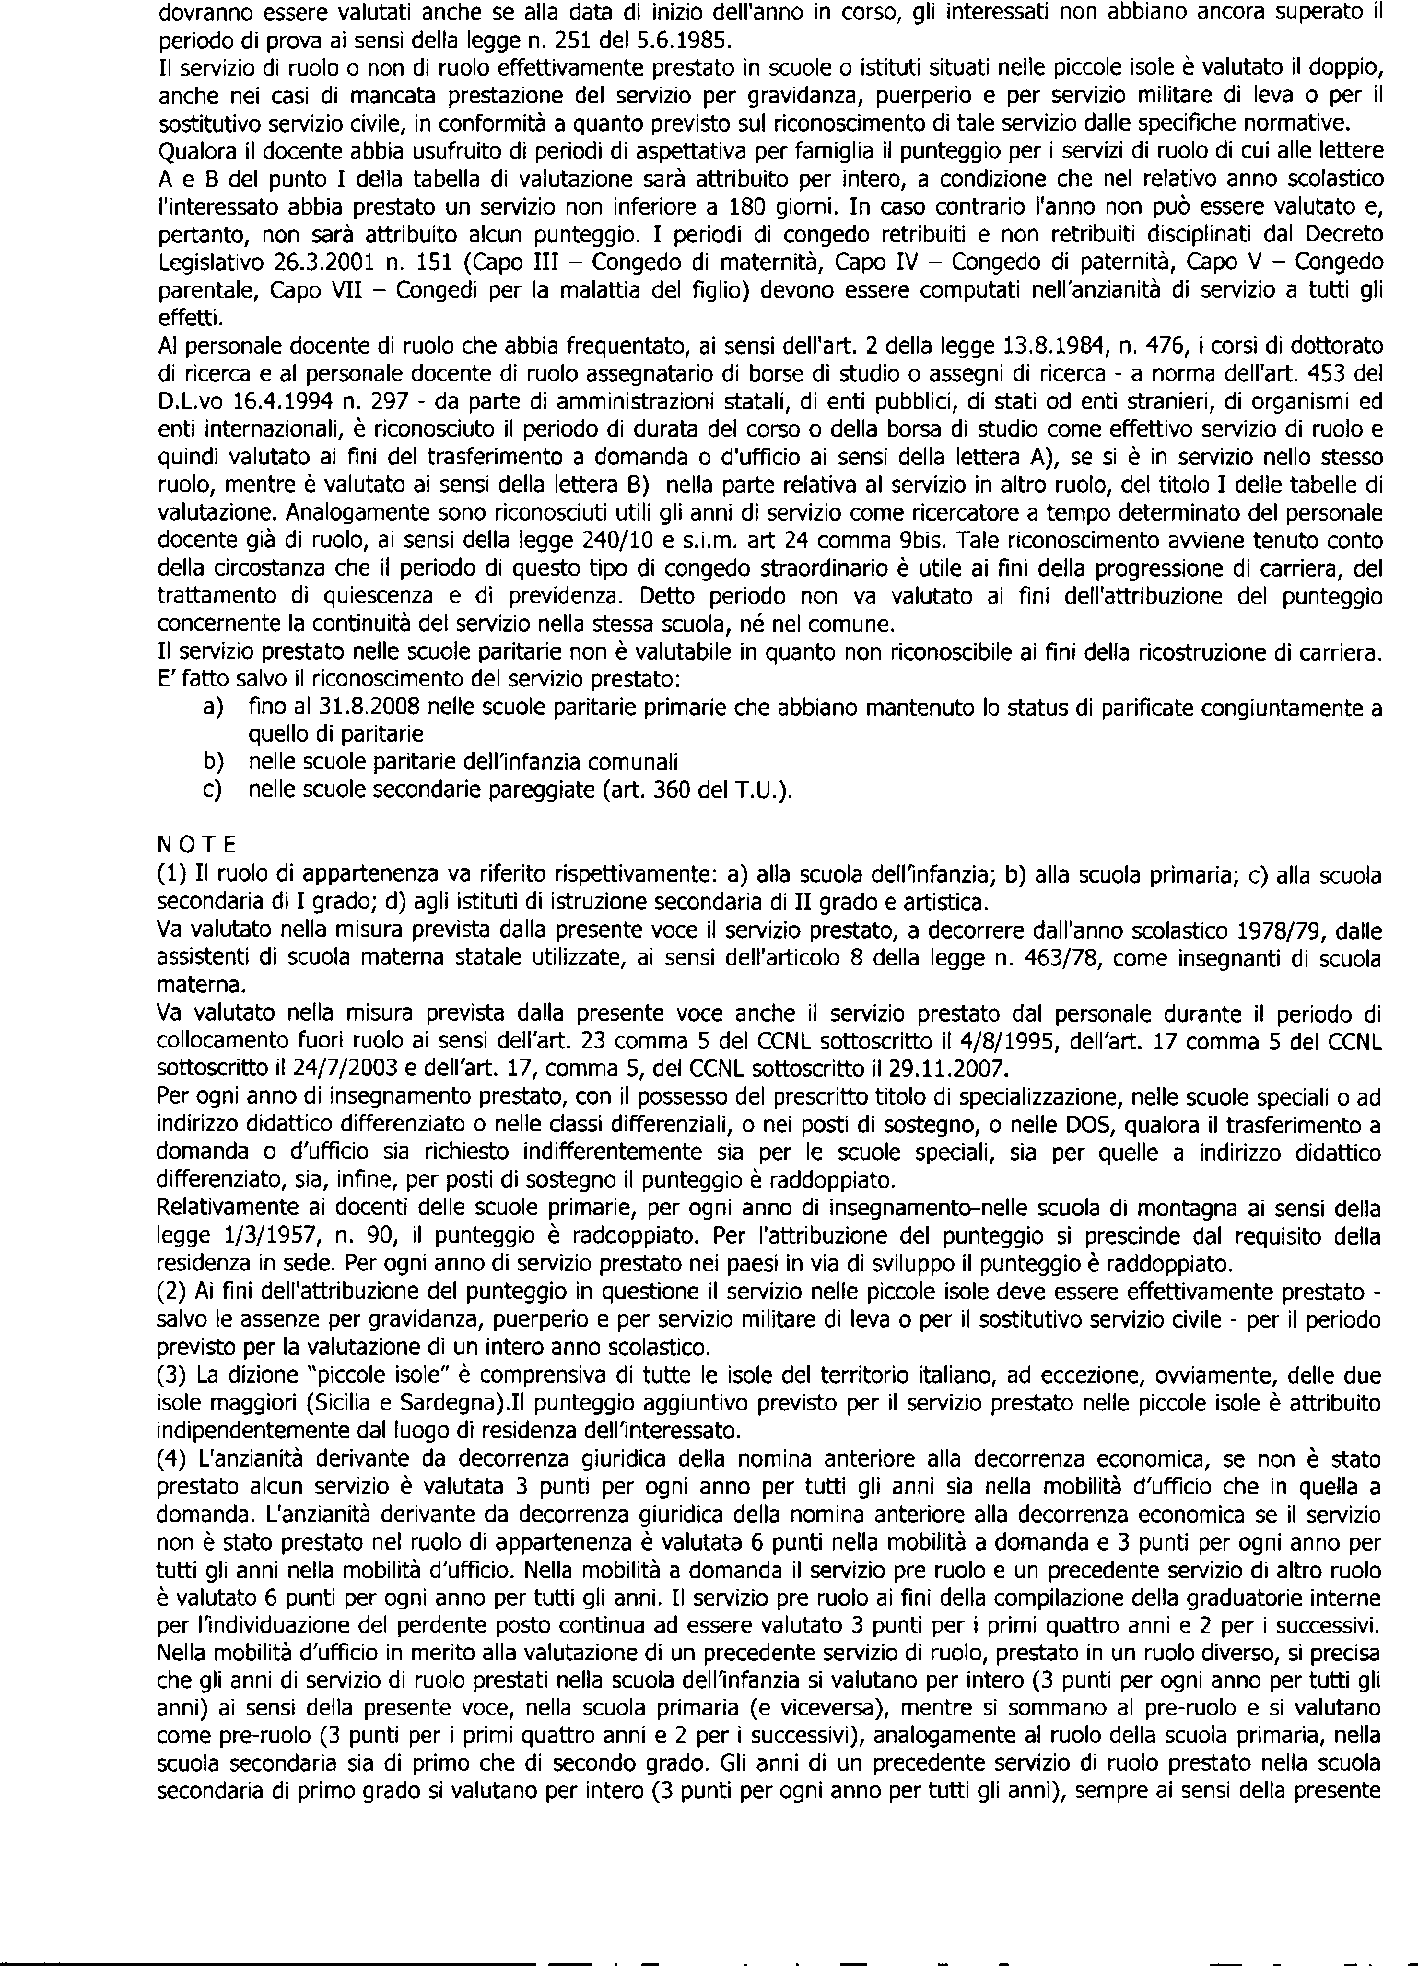 dovranno essere valutati anche se alla data di inizio dell'anno in corso, gli interessati non abbiano ancora superato il
periodo di prova ai sensi della legge n. 251 del 5.6.1985.
Il servizio di ruolo o non di ruolo effettivamente prestato in scuole o istituti situati nelle piccole isole è valutato il doppio,
anche nei casi di mancata prestazione del servizio per gravidanza, puerperio e per servizio militare di leva o per il
sostitutivo servizio civile, in conformità a quanto previsto sul riconoscimento di tale servizio dalle specifiche normative.
Qualora il docente abbia usufruito di periodi di aspettativa per famiglia il punteggio per i servizi di ruolo di cui alle lettere
A e B del punto I della tabella di valutazione sarà attribuito per intero, a condizione che nel relativo anno scolastico
l'interessato abbia prestato un servizio non inferiore a 180 giorni. In caso contrario l'anno non può essere valutato e,
pertanto, non sarà attribuito alcun punteggio. I periodi di congedo retribuiti e non retribuiti disciplinati dal Decreto
Legislativo 26.3.2001 n. 151 (Capo III – Congedo di maternità, Capo IV – Congedo di paternità, Capo V – Congedo
parentale, Capo VII – Congedi per la malattia del figlio) devono essere computati nell'anzianità di servizio a tutti gli
effetti.
Al personale docente di ruolo che abbia frequentato, ai sensi dell'art. 2 della legge 13.8.1984, n. 476, i corsi di dottorato
di ricerca e al personale docente di ruolo assegnatario di borse di studio o assegni di ricerca - a norma dell'art. 453 del
D.L.vo 16.4.1994 n. 297 - da parte di amministrazioni statali, di enti pubblici, di stati od enti stranieri, di organismi ed
enti internazionali, è riconosciuto il periodo di durata del corso o della borsa di studio come effettivo servizio di ruolo e
quindi valutato ai fini del trasferimento a domanda o d'ufficio ai sensi della lettera A), se si è in servizio nello stesso
ruolo, mentre è valutato ai sensi della lettera B) nella parte relativa al servizio in altro ruolo, del titolo I delle tabelle di
valutazione. Analogamente sono riconosciuti utili gli anni di servizio come ricercatore a tempo determinato del personale
docente già di ruolo, ai sensi della legge 240/10 e s.i.m. art 24 comma 9bis. Tale riconoscimento avviene tenuto conto
della circostanza che il periodo di questo tipo di congedo straordinario è utile ai fini della progressione di carriera, del
trattamento di quiescenza e di previdenza. Detto periodo non va valutato ai fini dell'attribuzione del punteggio
concernente la continuità del servizio nella stessa scuola, né nel comune.
Il servizio prestato nelle scuole paritarie non è valutabile in quanto non riconoscibile ai fini della ricostruzione di carriera.
E' fatto salvo il riconoscimento del servizio prestato:
a) fino al 31.8.2008 nelle scuole paritarie primarie che abbiano mantenuto lo status di parificate congiuntamente a
quello di paritarie
b) nelle scuole paritarie dell'infanzia comunali
c) nelle scuole secondarie pareggiate (art. 360 del T.U.).
N O T E
(1) Il ruolo di appartenenza va riferito rispettivamente: a) alla scuola dell'infanzia; b) alla scuola primaria; c) alla scuola
secondaria di I grado; d) agli istituti di istruzione secondaria di II grado e artistica.
Va valutato nella misura prevista dalla presente voce il servizio prestato, a decorrere dall'anno scolastico 1978/79, dalle
assistenti di scuola materna statale utilizzate, ai sensi dell'articolo 8 della legge n. 463/78, come insegnanti di scuola
materna.
Va valutato nella misura prevista dalla presente voce anche il servizio prestato dal personale durante il periodo di
collocamento fuori ruolo ai sensi dell'art. 23 comma 5 del CCNL sottoscritto il 4/8/1995, dell'art. 17 comma 5 del CCNL
sottoscritto il 24/7/2003 e dell'art. 17, comma 5, del CCNL sottoscritto il 29.11.2007.
Per ogni anno di insegnamento prestato, con il possesso del prescritto titolo di specializzazione, nelle scuole speciali o ad
indirizzo didattico differenziato o nelle classi differenziali, o nei posti di sostegno, o nelle DOS, qualora il trasferimento a
domanda o d'ufficio sia richiesto indifferentemente sia per le scuole speciali, sia per quelle a indirizzo didattico
differenziato, sia, infine, per posti di sostegno il punteggio è raddoppiato.
Relativamente ai docenti delle scuole primarie, per ogni anno di insegnamento-nelle scuola di montagna ai sensi della
legge 1/3/1957, n. 90, il punteggio è radcoppiato. Per l'attribuzione del punteggio si prescinde dal requisito della
residenza in sede. Per ogni anno di servizio prestato nei paesi in via di sviluppo il punteggio è raddoppiato.
(2) Ai fini dell'attribuzione del punteggio in questione il servizio nelle piccole isole deve essere effettivamente prestato -
salvo le assenze per gravidanza, puerperio e per servizio militare di leva o per il sostitutivo servizio civile - per il periodo
previsto per la valutazione di un intero anno scolastico.
(3) La dizione "piccole isole" è comprensiva di tutte le isole del territorio italiano, ad eccezione, ovviamente, delle due
isole maggiori (Sicilia e Sardegna).Il punteggio aggiuntivo previsto per il servizio prestato nelle piccole isole è attribuito
indipendentemente dal luogo di residenza dell'interessato.
(4) L'anzianità derivante da decorrenza giuridica della nomina anteriore alla decorrenza economica, se non è stato
prestato alcun servizio è valutata 3 punti per ogni anno per tutti gli anni sia nella mobilità d'ufficio che in quella a
domanda. L'anzianità derivante da decorrenza giuridica della nomina anteriore alla decorrenza economica se il servizio
non è stato prestato nel ruolo di appartenenza è valutata 6 punti nella mobilità a domanda e 3 punti per ogni anno per
tutti gli anni nella mobilità d'ufficio. Nella mobilità a domanda il servizio pre ruolo e un precedente servizio di altro ruolo
è valutato 6 punti per ogni anno per tutti gli anni. Il servizio pre ruolo ai fini della compilazione della graduatorie interne
per l'individuazione del perdente posto continua ad essere valutato 3 punti per i primi quattro anni e 2 per i successivi.
Nella mobilità d'ufficio in merito alla valutazione di un precedente servizio di ruolo, prestato in un ruolo diverso, si precisa
che gli anni di servizio di ruolo prestati nella scuola dell'infanzia si valutano per intero (3 punti per ogni anno per tutti gli
anni) ai sensi della presente voce, nella scuola primaria (e viceversa), mentre si sommano al pre-ruolo e si valutano
come pre-ruolo (3 punti per i primi quattro anni e 2 per i successivi), analogamente al ruolo della scuola primaria, nella
scuola secondaria sia di primo che di secondo grado. Gli anni di un precedente servizio di ruolo prestato nella scuola
secondaria di primo grado si valutano per intero (3 punti per ogni anno per tutti gli anni), sempre ai sensi della presente